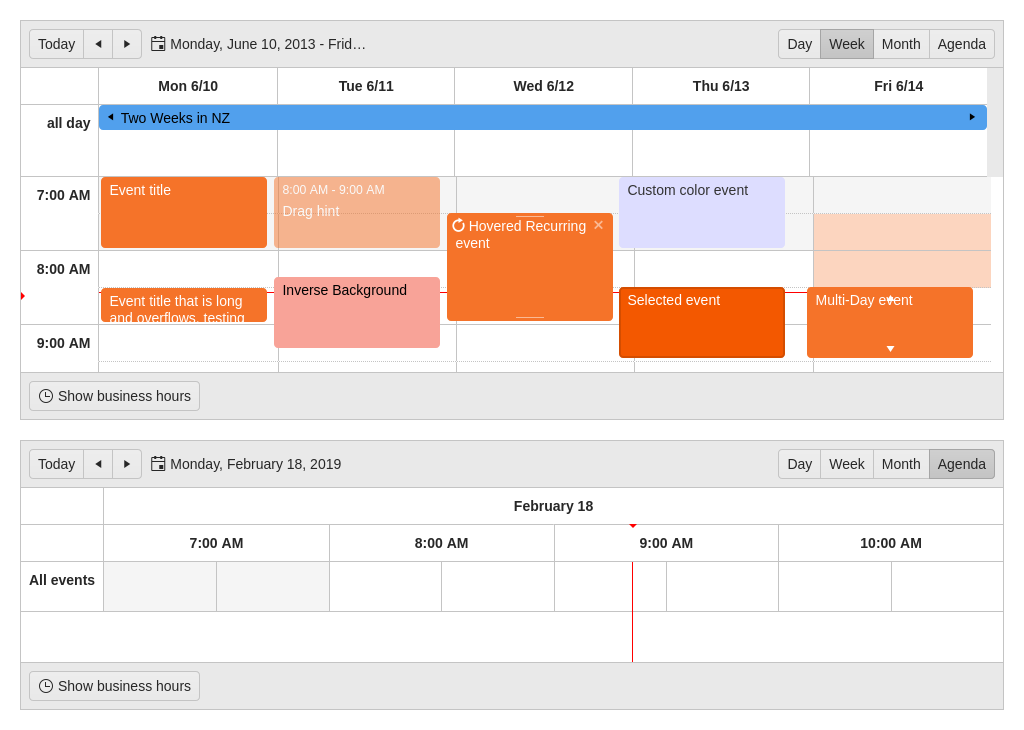 Today Monday, June 10, 2013 - Frid… Day Week Month Agenda
Mon 6/10 Tue 6/11 Wed 6/12 Thu 6/13 Fri 6/14
all day Two Weeks in NZ
7:00 AM Event title 8:00 AM - 9:00 AM Custom color event
Drag hint
Hovered Recurring
event
8:00 AM
Inverse Background
Event title that is long Selected event Multi-Day event
and overflows, testing
9:00 AM
Show business hours
Today Monday, February 18, 2019 Day Week Month Agenda
February 18
7:00 AM 8:00 AM 9:00 AM 10:00 AM
All events
Show business hours